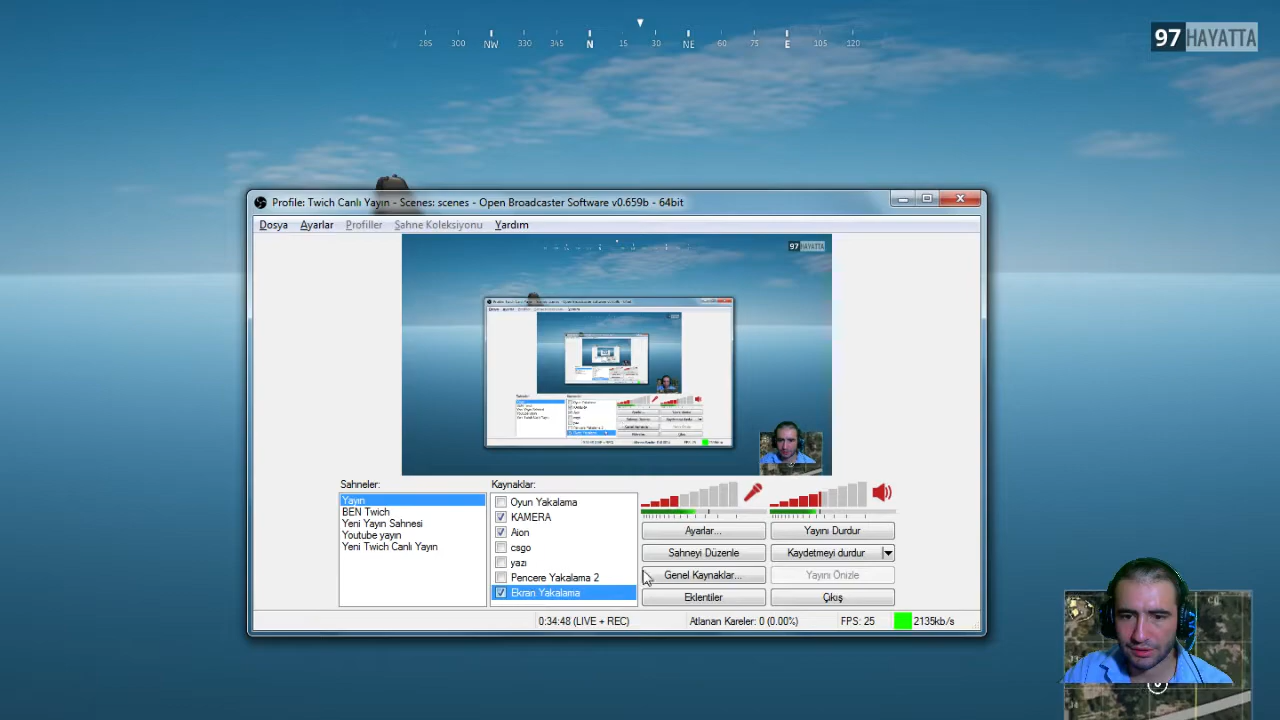 285 300 NW 330 345 N 15 30 NE 60 75 E 105 120
97 HAYATTA
Profile: Twich Canlı Yayın - Scenes: scenes - Open Broadcaster Software v0.659b - 64bit
Dosya Ayarlar Profiller Sahne Koleksiyonu Yardım
97 HAYATTA
Sahneler:
Yayın
BEN Twich
Yeni Yayın Sahnesi
Youtube yayın
Yeni Twich Canlı Yayın
Kaynaklar:
Oyun Yakalama
KAMERA
Aion
csgo
yazı
Pencere Yakalama 2
Ekran Yakalama
Ayarlar... Yayını Durdur
Sahneyi Düzenle Kaydetmeyi durdur
Genel Kaynaklar... Yayını Önizle
Eklentiler Çıkış
0:34:48 (LIVE + REC) Atlanan Kareler: 0 (0.00%) FPS: 25 2135kb/s